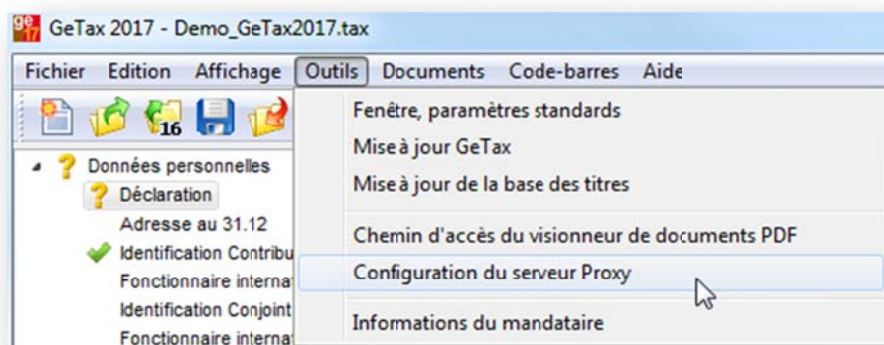 GeTax 2017 - Demo_GeTax2017.tax
Fichier Edition Affichage Outils Documents Code-barres Aide
16
Fenêtre, paramètres standards
Mise à jour GeTax
Mise à jour de la base des titres
Chemin d'accès du visionneur de documents PDF
Configuration du serveur Proxy
Informations du mandataire
Données personnelles
Déclaration
Adresse au 31.12
Identification Contribu
Fonctionnaire interna
Identification Conjoint
Fonctionnaire interna